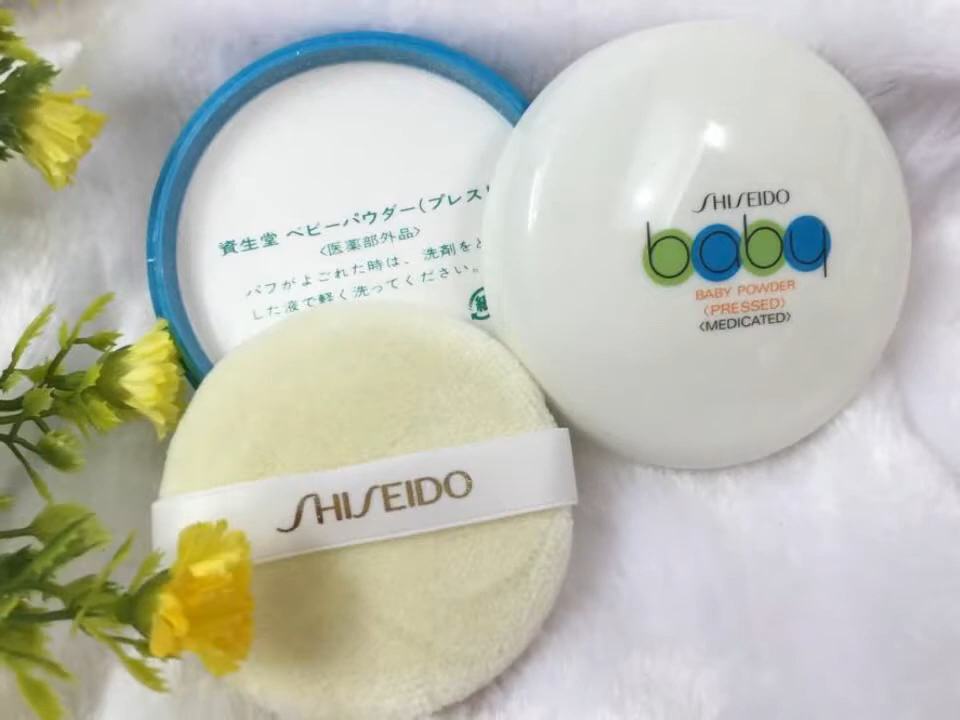 資生堂 ベビーパウダー(プレス
〈医薬部外品〉
パフがよごれた時は、洗剤をと
した液で軽く洗ってください。
SHISEIDO
baby
BABY POWDER
(PRESSED)
〈MEDICATED〉
SHISEIDO